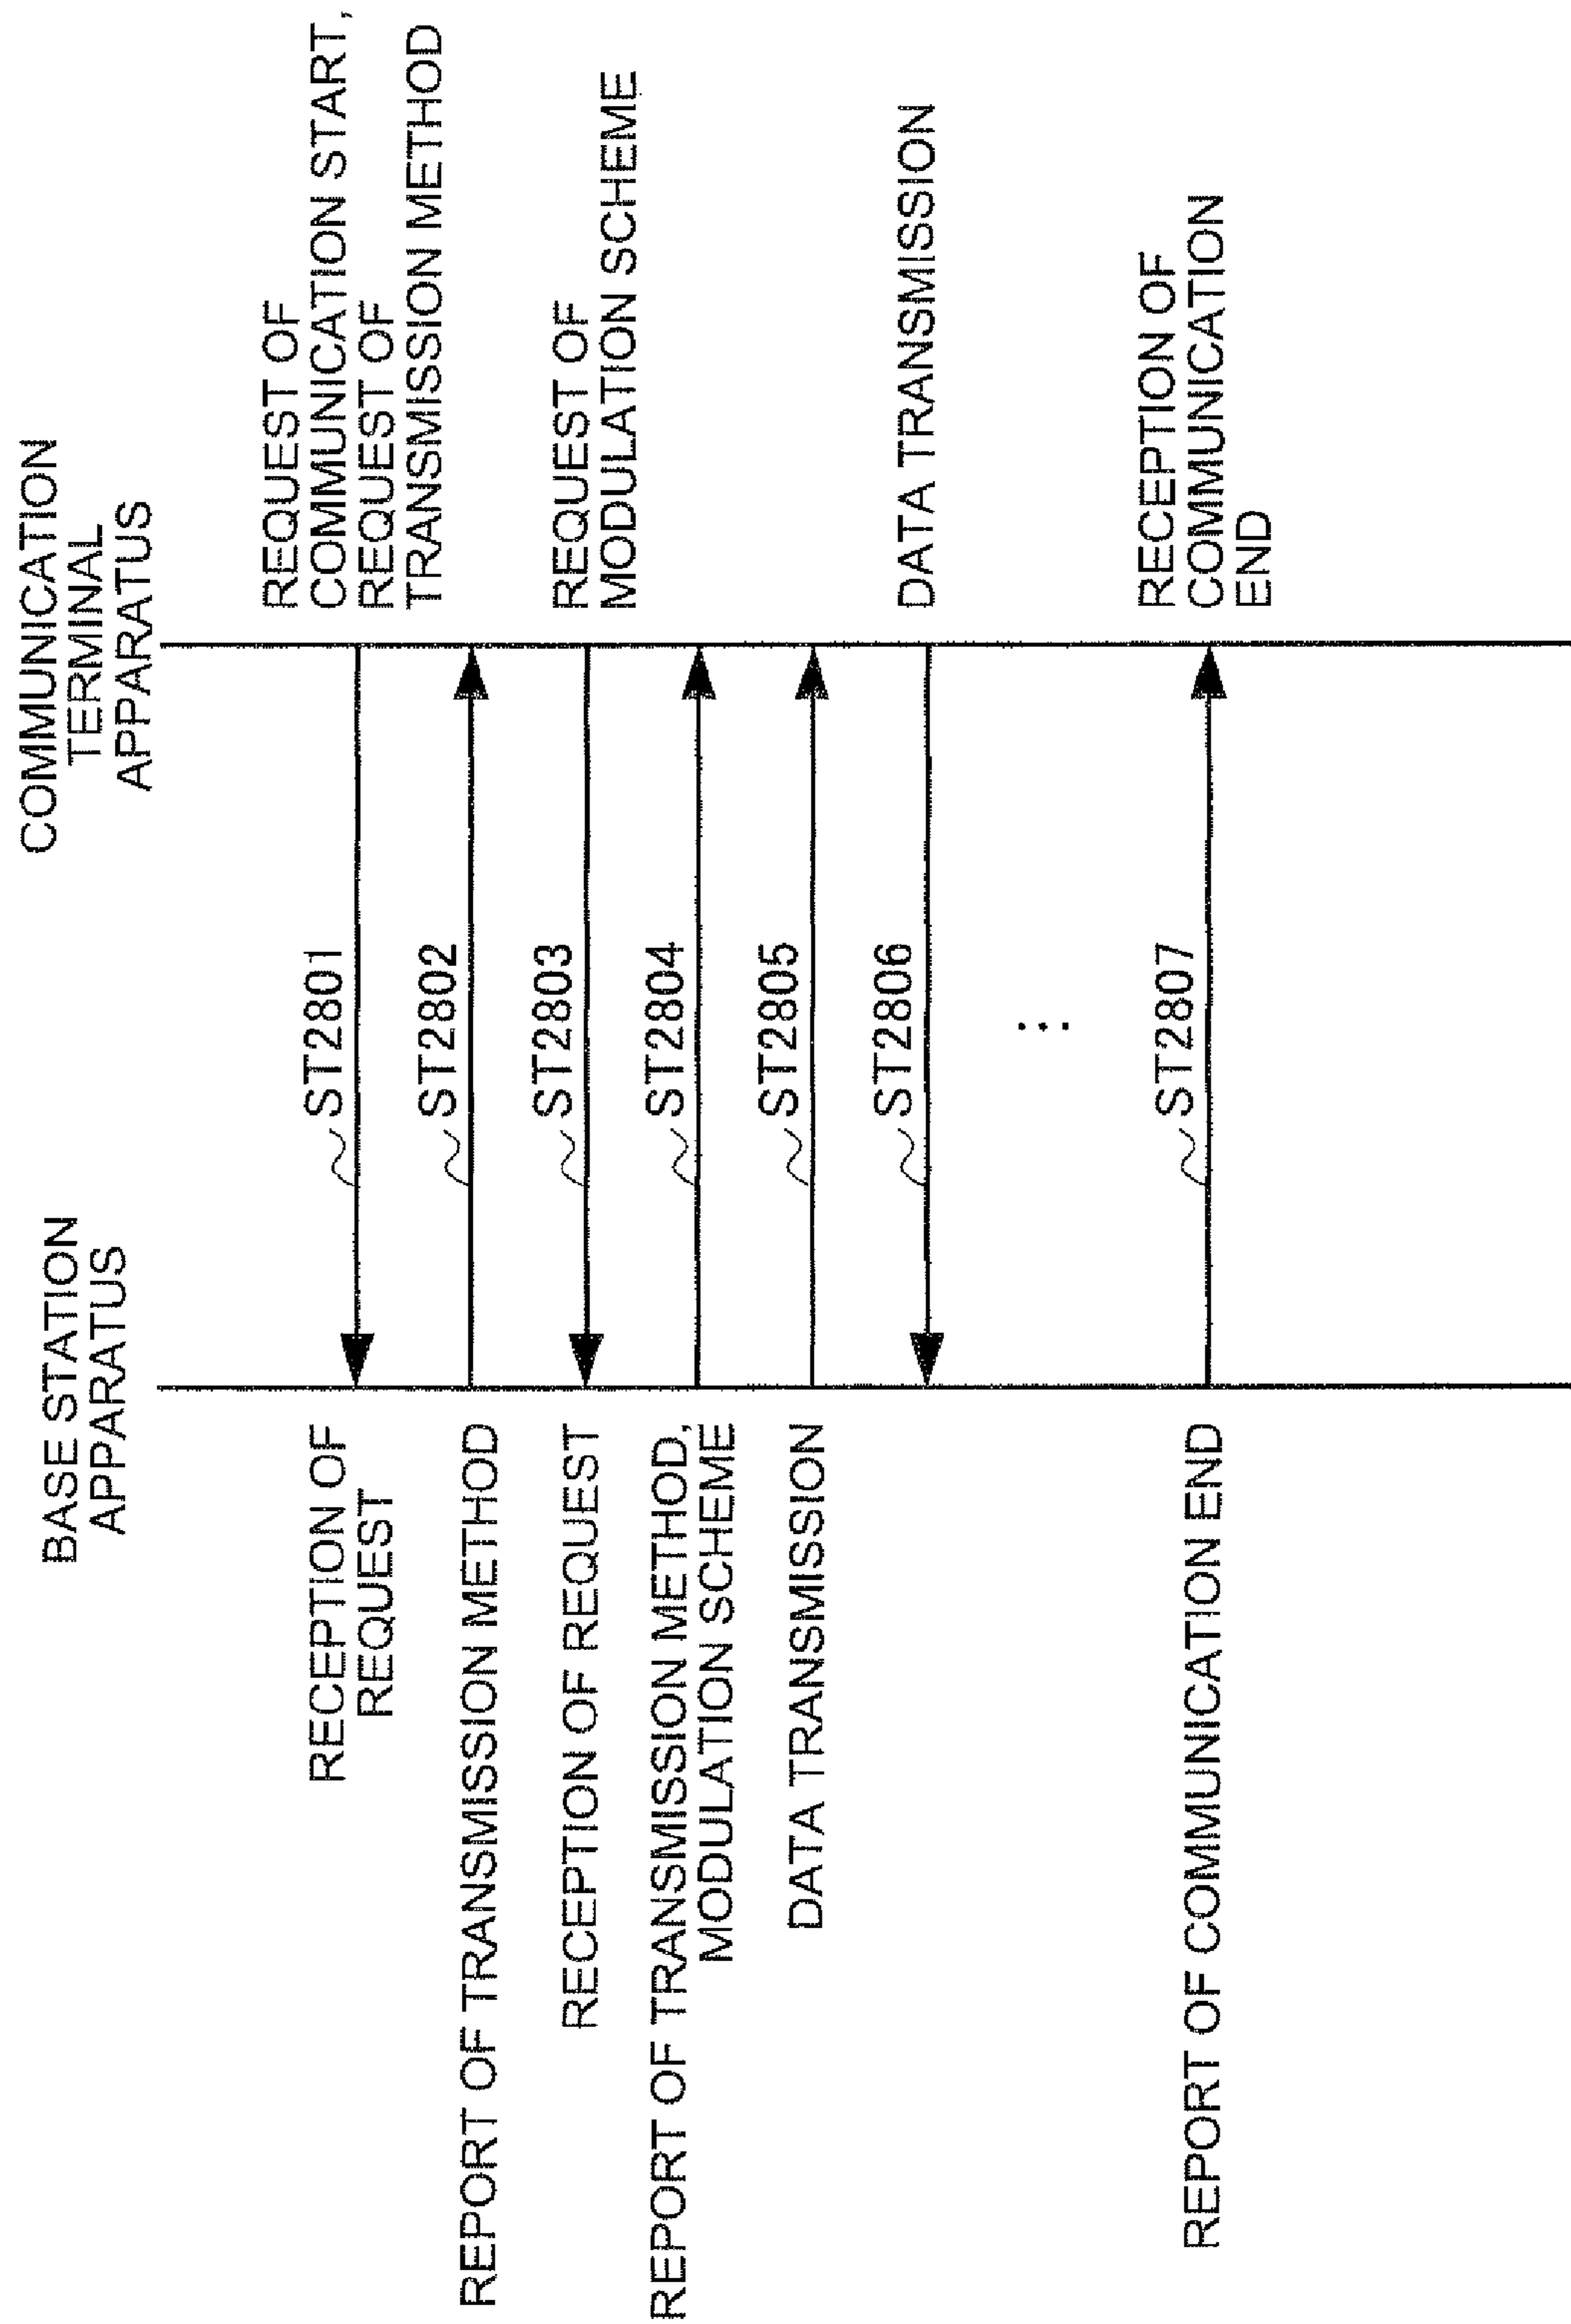 BASE STATION
APPARATUS
COMMUNICATION
TERMINAL
APPARATUS
RECEPTION OF
REQUEST
ST2801
REQUEST OF
COMMUNICATION START,
REQUEST OF
TRANSMISSION METHOD
REPORT OF TRANSMISSION METHOD
ST2802
RECEPTION OF REQUEST
ST2803
REQUEST OF
MODULATION SCHEME
REPORT OF TRANSMISSION METHOD,
MODULATION SCHEME
ST2804
DATA TRANSMISSION
ST2805
ST2806
DATA TRANSMISSION
...
REPORT OF COMMUNICATION END
ST2807
RECEPTION OF
COMMUNICATION
END